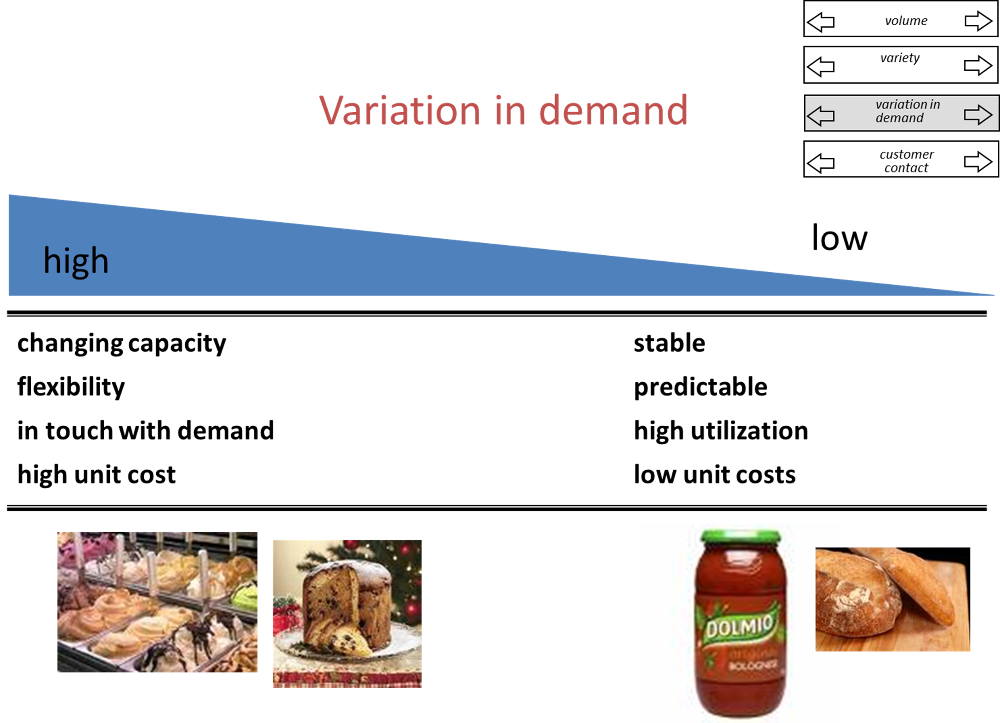 volume
variety
variation in
demand
customer
contact
Variation in demand
high
low
changing capacity
flexibility
in touch with demand
high unit cost
stable
predictable
high utilization
low unit costs
DOLMIO
ORIGINAL
BOLOGNESE